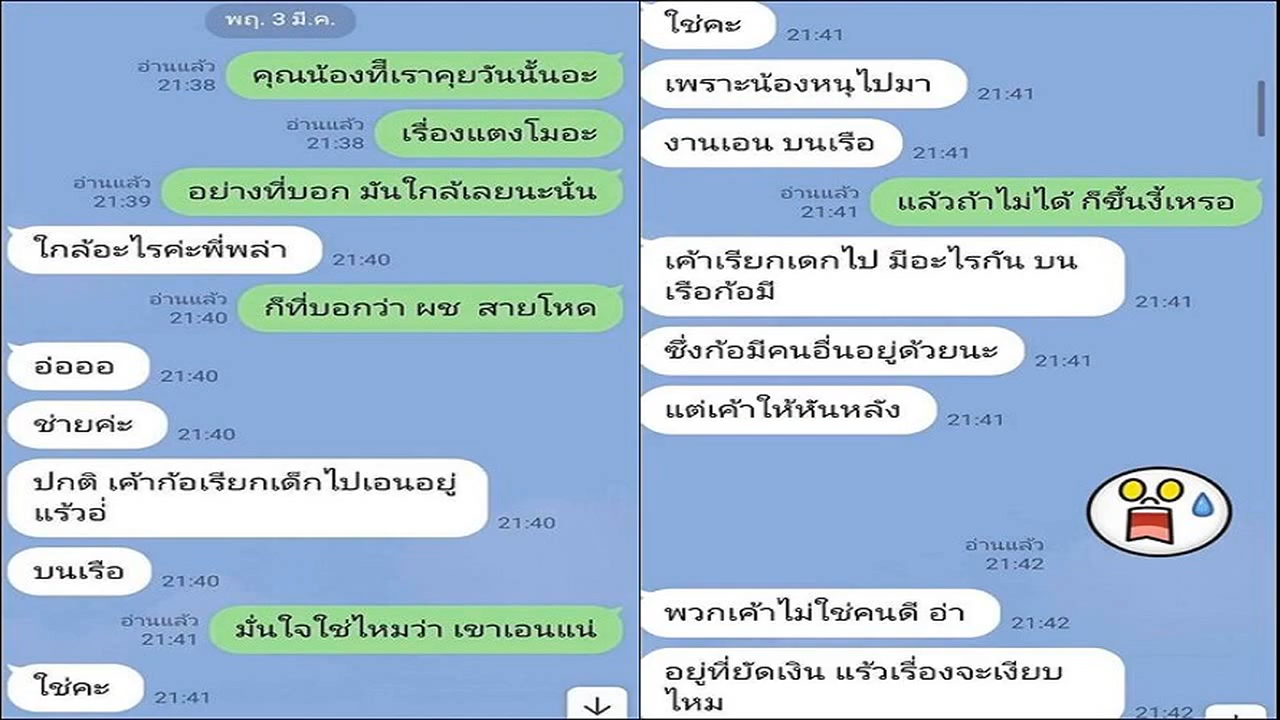 พฤ. 3 มี.ค.
คุณน้องที่เราคุยวันนั้นอะ
อ่านแล้ว
21:38
เรื่องแตงโมอะ
อ่านแล้ว
21:38
อย่างที่บอก มันใกล้เลยนะนั่น
อ่านแล้ว
21:39
ใกล้อะไรค่ะพี่พล่า
21:40
ก็ที่บอกว่า ผช สายโหด
อ่านแล้ว
21:40
อ่อออ
21:40
ช่ายค่ะ
21:40
ปกติ เค้าก้อเรียกเด็กไปเอนอยู่
แร้วอ่
21:40
บนเรือ
21:40
มั่นใจใช่ไหมว่า เขาเอนแน่
อ่านแล้ว
21:41
ใช่คะ
21:41
ใช่คะ
21:41
เพราะน้องหนุไปมา
21:41
งานเอน บนเรือ
21:41
แล้วถ้าไม่ได้ ก็ขึ้นงี้เหรอ
อ่านแล้ว
21:41
เค้าเรียกเดกไป มีอะไรกัน บน
เรือก้อมี
21:41
ซึ่งก้อมีคนอื่นอยู่ด้วยนะ
21:41
แต่เค้าให้หันหลัง
21:41
อ่านแล้ว
21:42
พวกเค้าไม่ใช่คนดี อ่า
21:42
อยู่ที่ยัดเงิน แร้วเรื่องจะเงียบ
ไหม
21:42